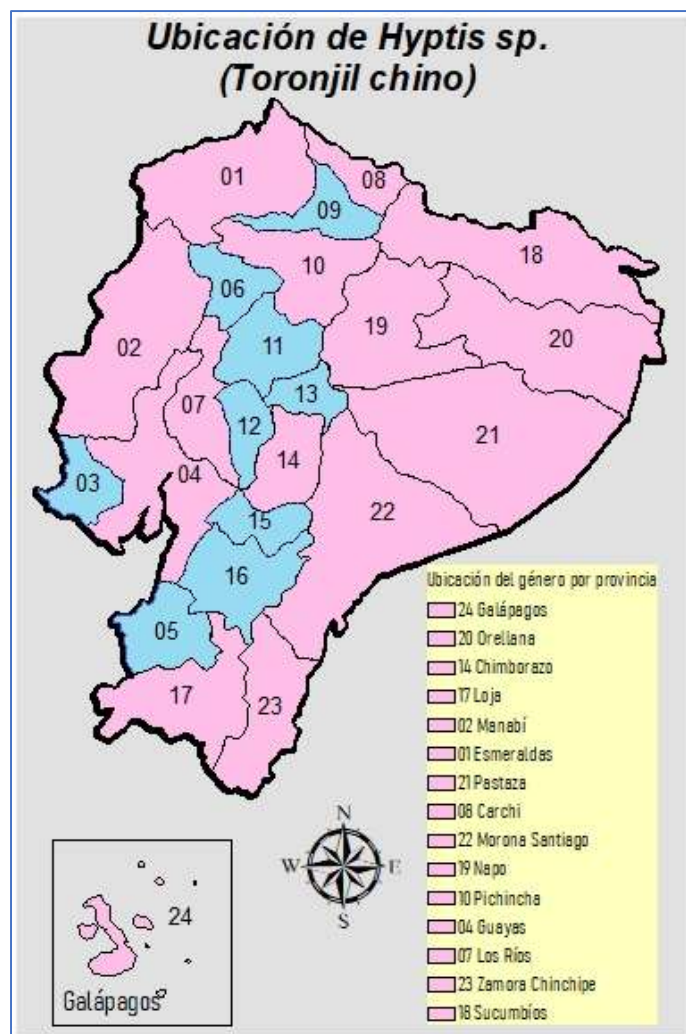 Ubicación de Hyptis sp.
(Toronjil chino)
01
08
09
18
10
06
19
20
02
11
13
07
12
21
03
04
14
22
15
16
05
17
23
Ubicación del género por provincia
24 Galápagos
20 Orellana
14 Chimborazo
17 Loja
02 Manabí
01 Esmeraldas
21 Pastaza
08 Carchi
22 Morona Santiago
19 Napo
10 Pichincha
04 Guayas
07 Los Ríos
23 Zamora Chinchipe
18 Sucumbíos
N
W E
S
24
Galápagos